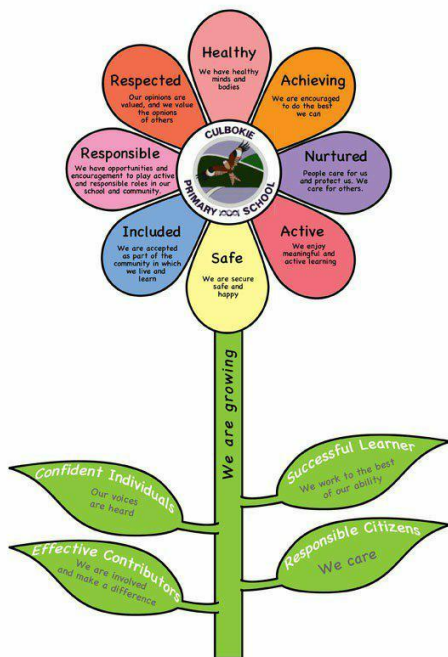 Healthy
We have healthy
minds and
bodies
Achieving
We are encouraged
to do the best
we can
Nurtured
People care for us
and protect us. We
care for others.
Active
We enjoy
meaningful and
active learning
Safe
We are secure
safe and
happy
Included
We are accepted
as part of the
community in which
we live and
learn
Responsible
We have opportunities and
encouragement to play active
and responsible roles in our
school and community.
Respected
Our opinions are
valued, and we value
the opnions
of others
CULBOKIE
PRIMARY SCHOOL
We are growing
Confident Individuals
Our voices
are heard
Successful Learner
We work to the best
of our ability
Effective Contributors
We are involved
and make a difference
Responsible Citizens
We care